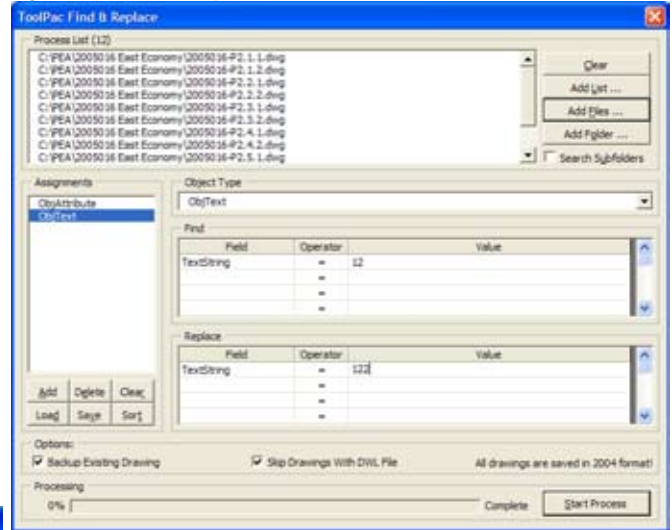 ToolPac Find & Replace
Process List (12)
C:\PEA\2005016 East Economy\2005016-P2.1.1.dwg
C:\PEA\2005016 East Economy\2005016-P2.1.2.dwg
C:\PEA\2005016 East Economy\2005016-P2.2.1.dwg
C:\PEA\2005016 East Economy\2005016-P2.2.2.dwg
C:\PEA\2005016 East Economy\2005016-P2.3.1.dwg
C:\PEA\2005016 East Economy\2005016-P2.3.2.dwg
C:\PEA\2005016 East Economy\2005016-P2.4.1.dwg
C:\PEA\2005016 East Economy\2005016-P2.4.2.dwg
C:\PEA\2005016 East Economy\2005016-P2.5.1.dwg
Clear
Add List ...
Add Files ...
Add Folder ...
Search Subfolders
Assignments
ObjAttribute
ObjText
Object Type
ObjText
Find
Field Operator Value
TextString = 12
=
=
=
Replace
Field Operator Value
TextString = 122
=
=
=
Add Delete Clear
Load Save Sort
Options:
Backup Existing Drawing Skip Drawings With DWL File All drawings are saved in 2004 format!
Processing
0% Complete Start Process